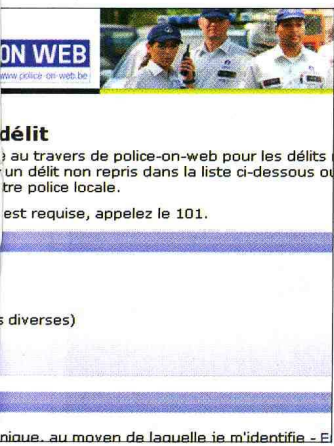 ON WEB
www.police-on-web.be
délit
au travers de police-on-web pour les délits
un délit non repris dans la liste ci-dessous ou
tre police locale.
est requise, appelez le 101.
s diverses)
nique, au moyen de laquelle je m'identifie - E